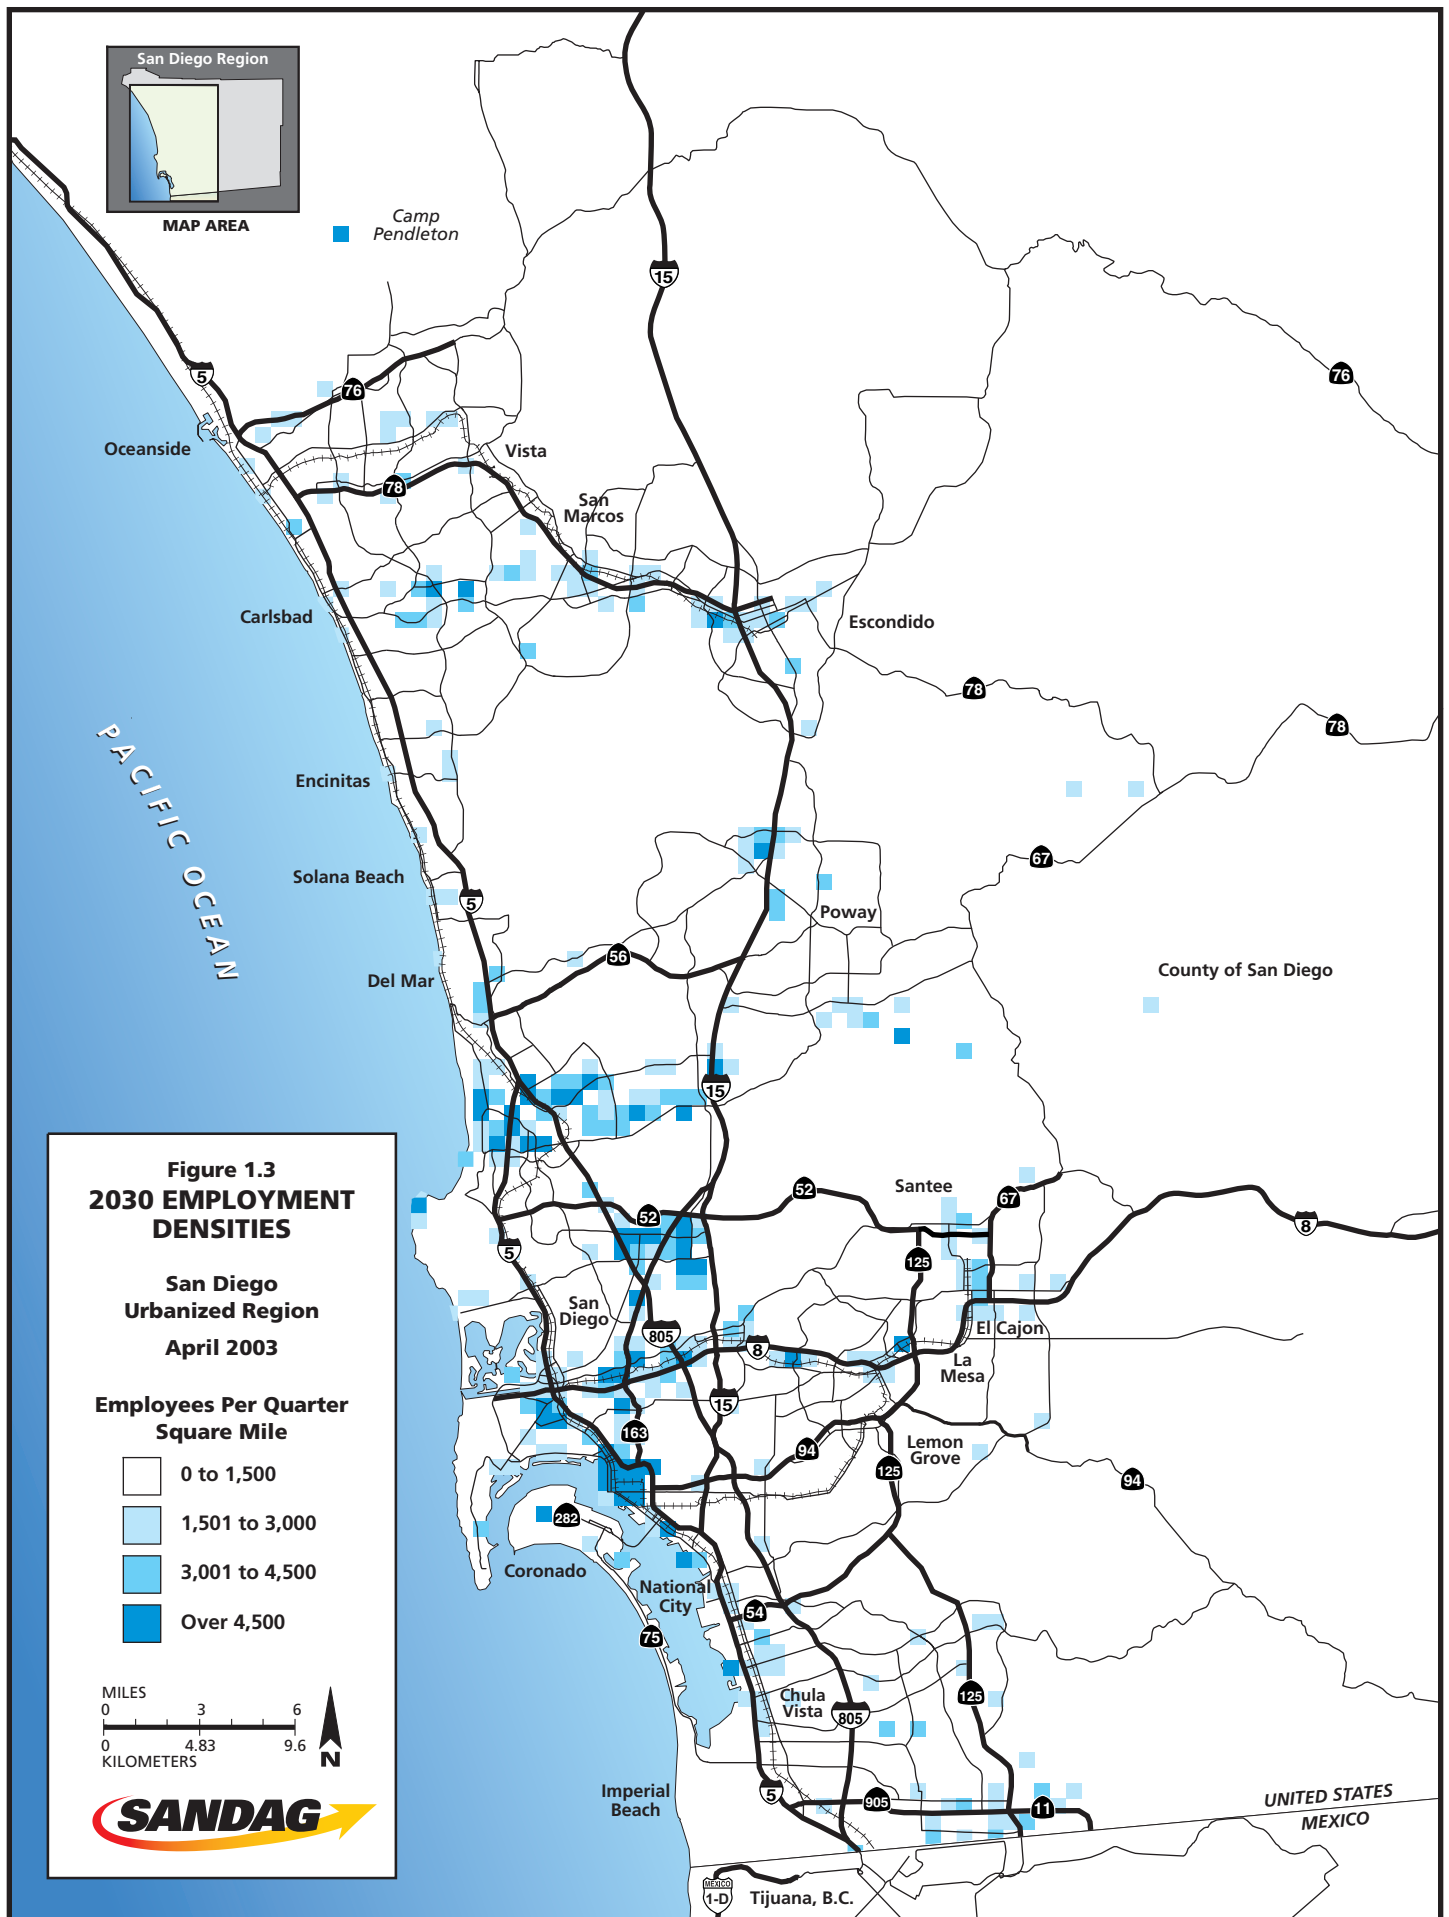 San Diego Region
MAP AREA
Camp
Pendleton
15
5
76
76
Oceanside
Vista
78
San
Marcos
Carlsbad
Escondido
78
78
PACIFIC OCEAN
Encinitas
67
Solana Beach
5
Poway
56
County of San Diego
Del Mar
15
Figure 1.3
2030 EMPLOYMENT
DENSITIES
San Diego
Urbanized Region
April 2003
Employees Per Quarter
Square Mile
0 to 1,500
1,501 to 3,000
3,001 to 4,500
Over 4,500
MILES
0 3 6
0 4.83 9.6
KILOMETERS
N
SANDAG
52
52
Santee
67
8
5
125
San
Diego
805
8
El Cajon
La
Mesa
15
163
94
Lemon
Grove
125
94
282
Coronado
National
City
54
75
Chula
Vista
805
125
Imperial
Beach
5
905
11
UNITED STATES
MEXICO
MEXICO
1-D
Tijuana, B.C.